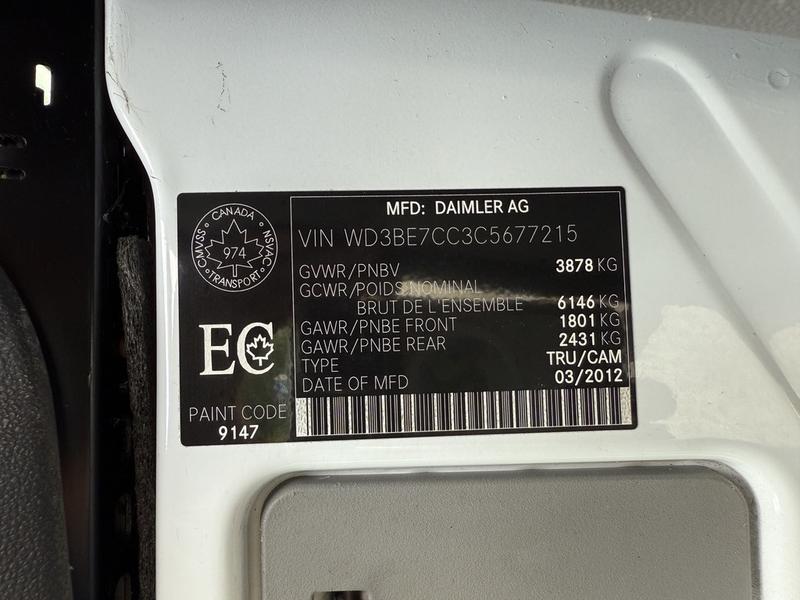 CANADA
CMVSS
NSVAC
974
TRANSPORT
EC
PAINT CODE
9147
MFD: DAIMLER AG
VIN WD3BE7CC3C5677215
GVWR/PNBV 3878 KG
GCWR/POIDS NOMINAL
BRUT DE L'ENSEMBLE 6146 KG
GAWR/PNBE FRONT 1801 KG
GAWR/PNBE REAR 2431 KG
TYPE TRU/CAM
DATE OF MFD 03/2012